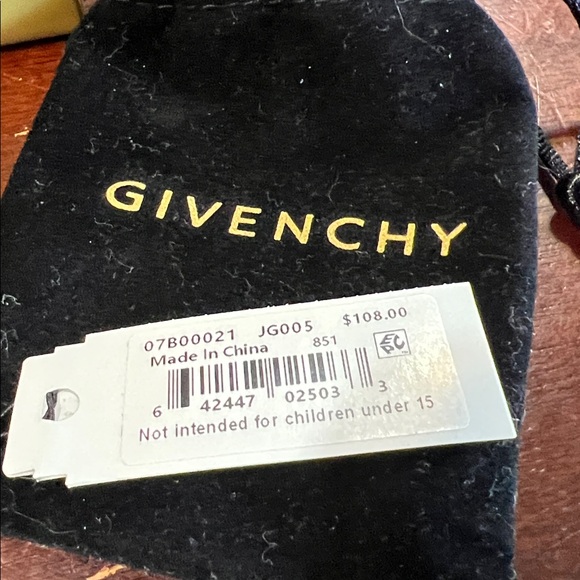 GIVENCHY
07B00021 JG005 $108.00
Made In China 851
6 42447 02503 3
Not intended for children under 15